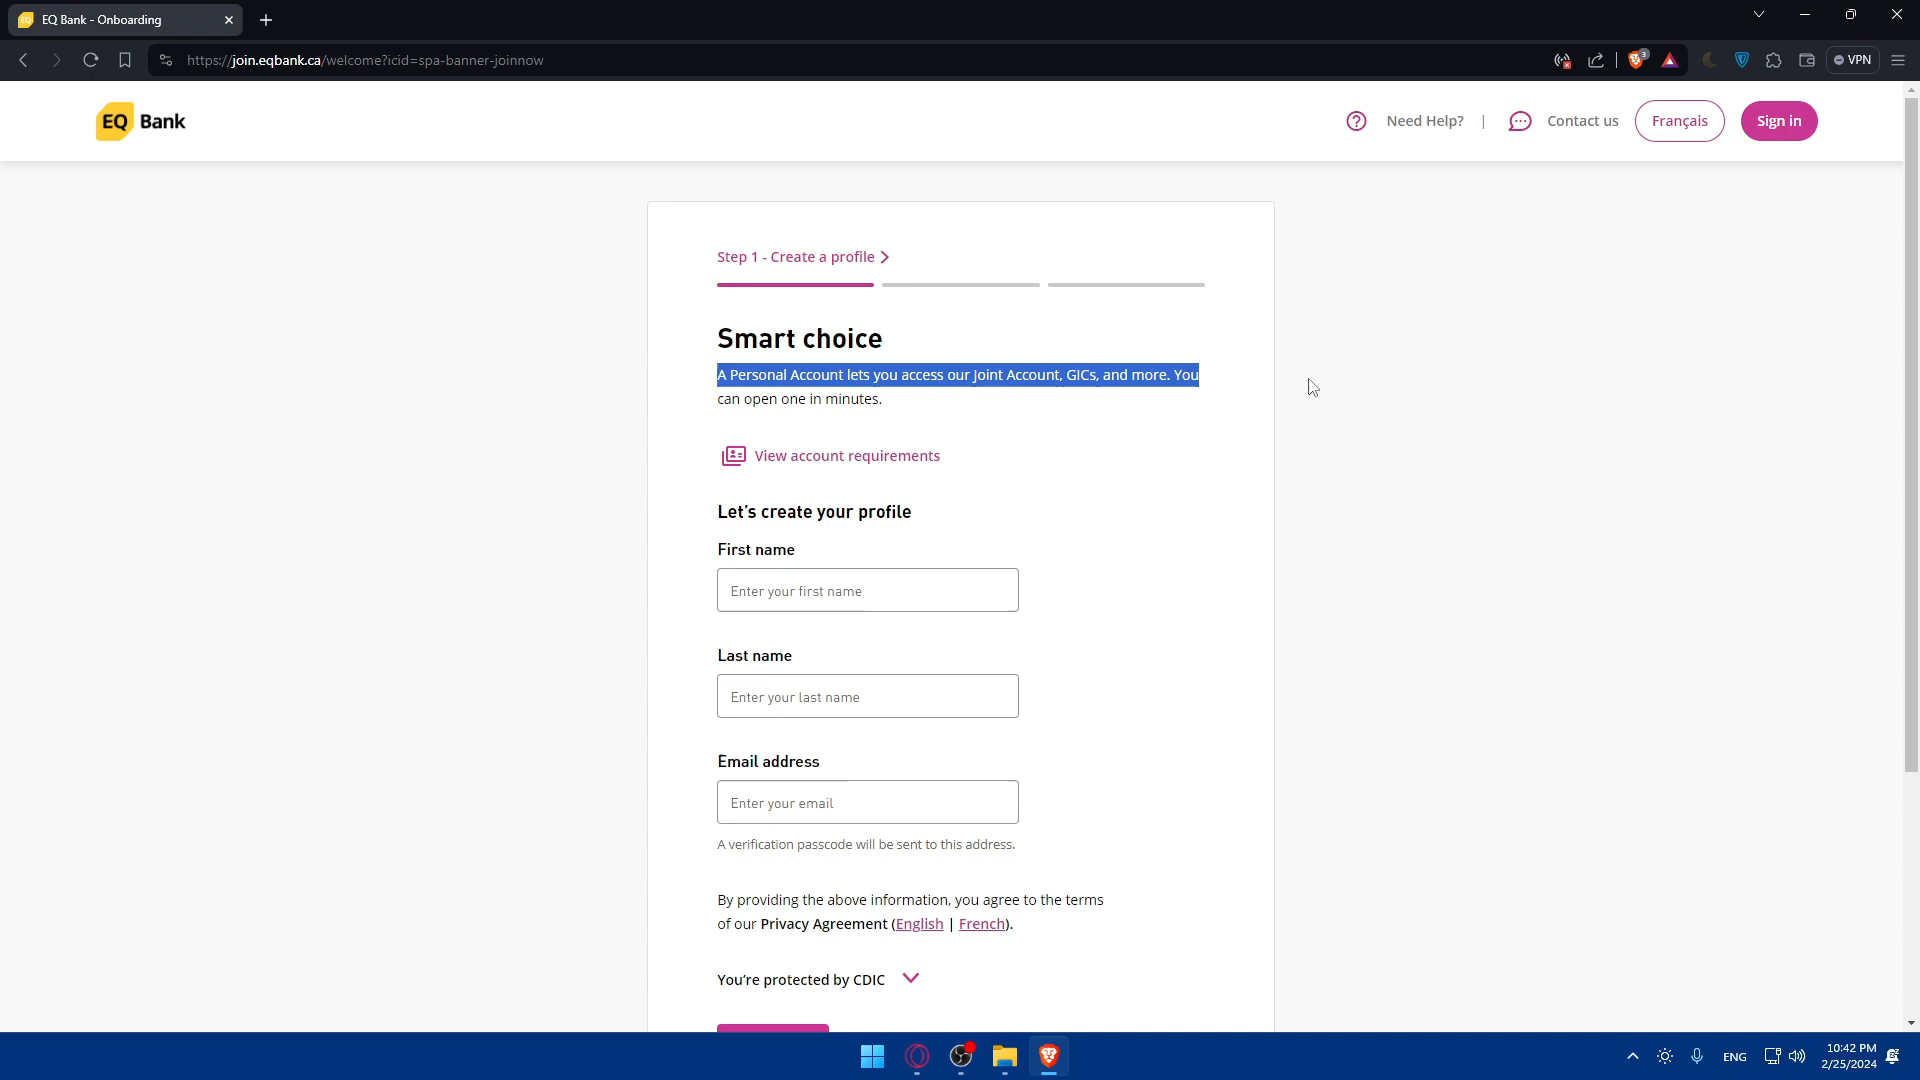 EQ Bank - Onboarding
https://join.eqbank.ca/welcome?icid=spa-banner-joinnow
3
VPN
EQ Bank
Need Help? | Contact us Français Sign in
Step 1 - Create a profile
Smart choice
A Personal Account lets you access our Joint Account, GICs, and more. You
can open one in minutes.
View account requirements
Let's create your profile
First name
Enter your first name
Last name
Enter your last name
Email address
Enter your email
A verification passcode will be sent to this address.
By providing the above information, you agree to the terms
of our Privacy Agreement (English | French).
You're protected by CDIC
ENG
10:42 PM
2/25/2024